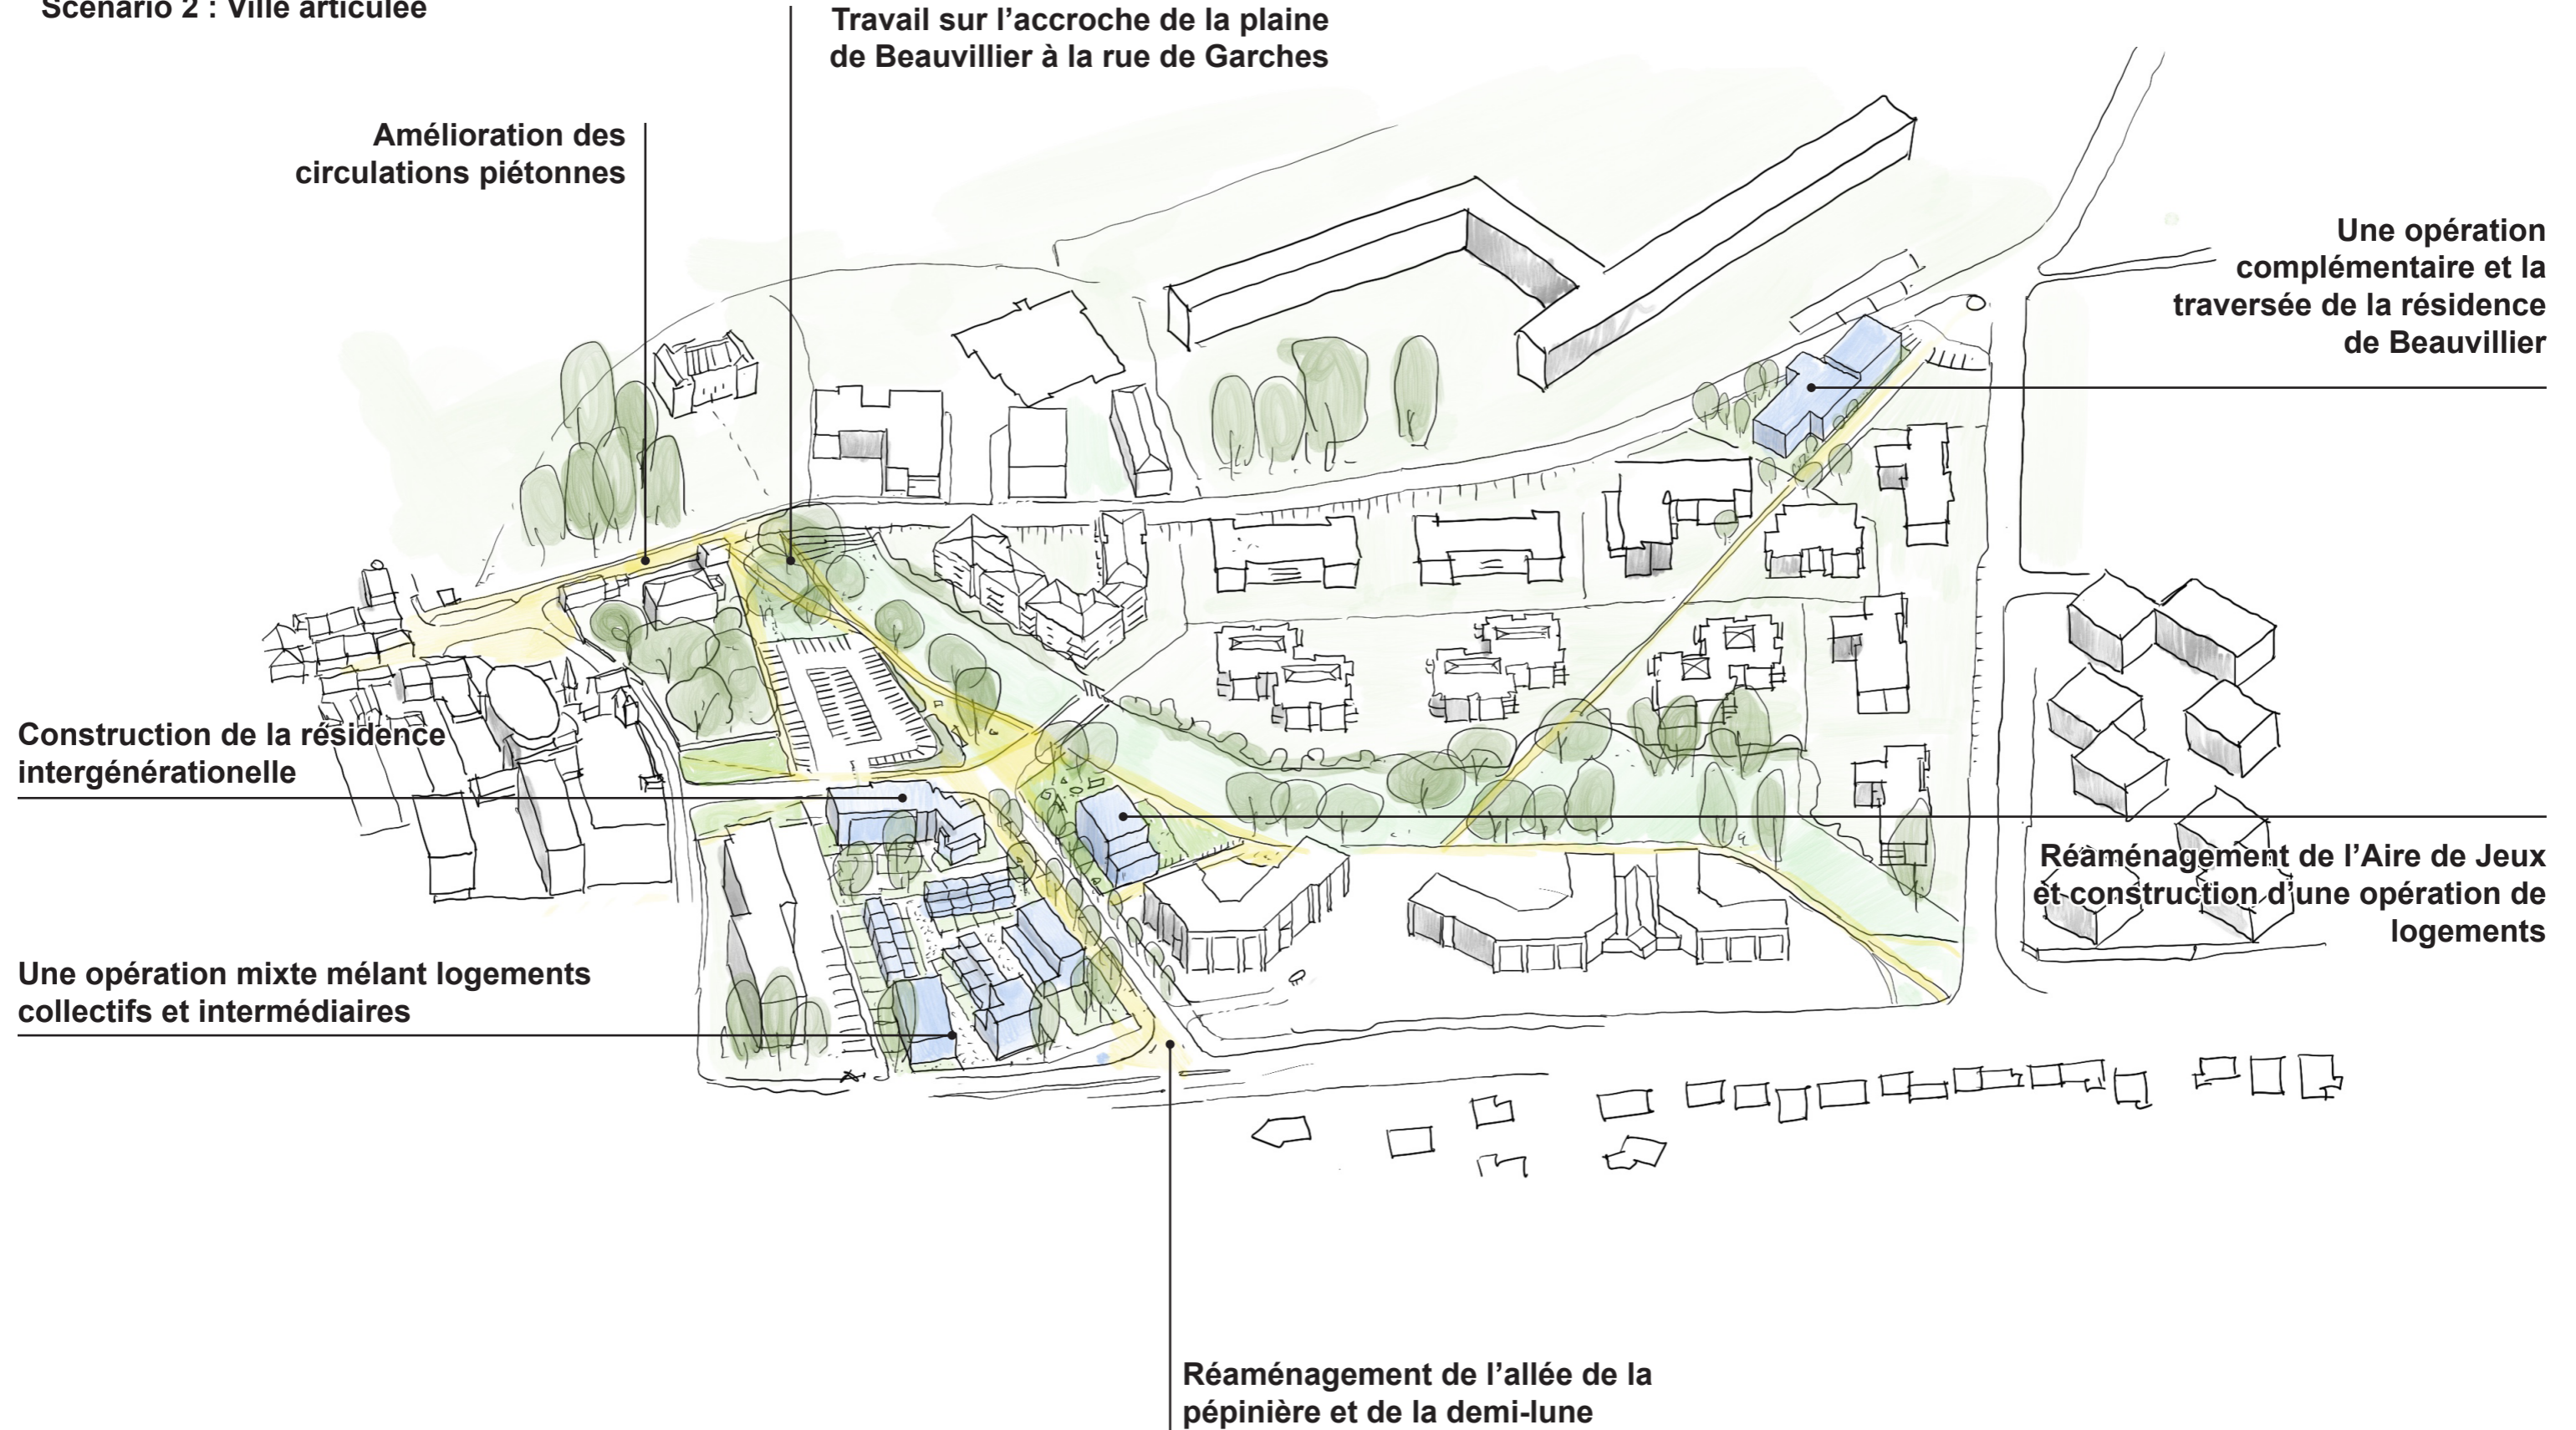 Scénario 2 : Ville articulée
Travail sur l’accroche de la plaine
de Beauvillier à la rue de Garches
Amélioration des
circulations piétonnes
Une opération
complémentaire et la
traversée de la résidence
de Beauvillier
Construction de la résidence
intergénérationelle
Réaménagement de l’Aire de Jeux
et construction d’une opération de
logements
Une opération mixte mélant logements
collectifs et intermédiaires
Réaménagement de l’allée de la
pépinière et de la demi-lune